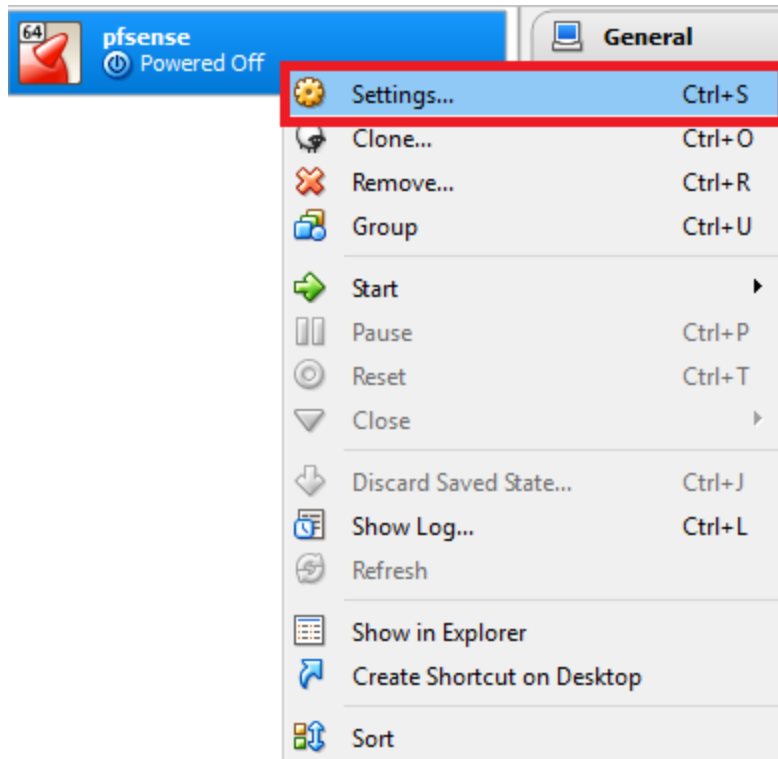 64
pfsense
Powered Off
General
Settings... Ctrl+S
Clone... Ctrl+O
Remove... Ctrl+R
Group Ctrl+U
Start
Pause Ctrl+P
Reset Ctrl+T
Close
Discard Saved State... Ctrl+J
Show Log... Ctrl+L
Refresh
Show in Explorer
Create Shortcut on Desktop
Sort